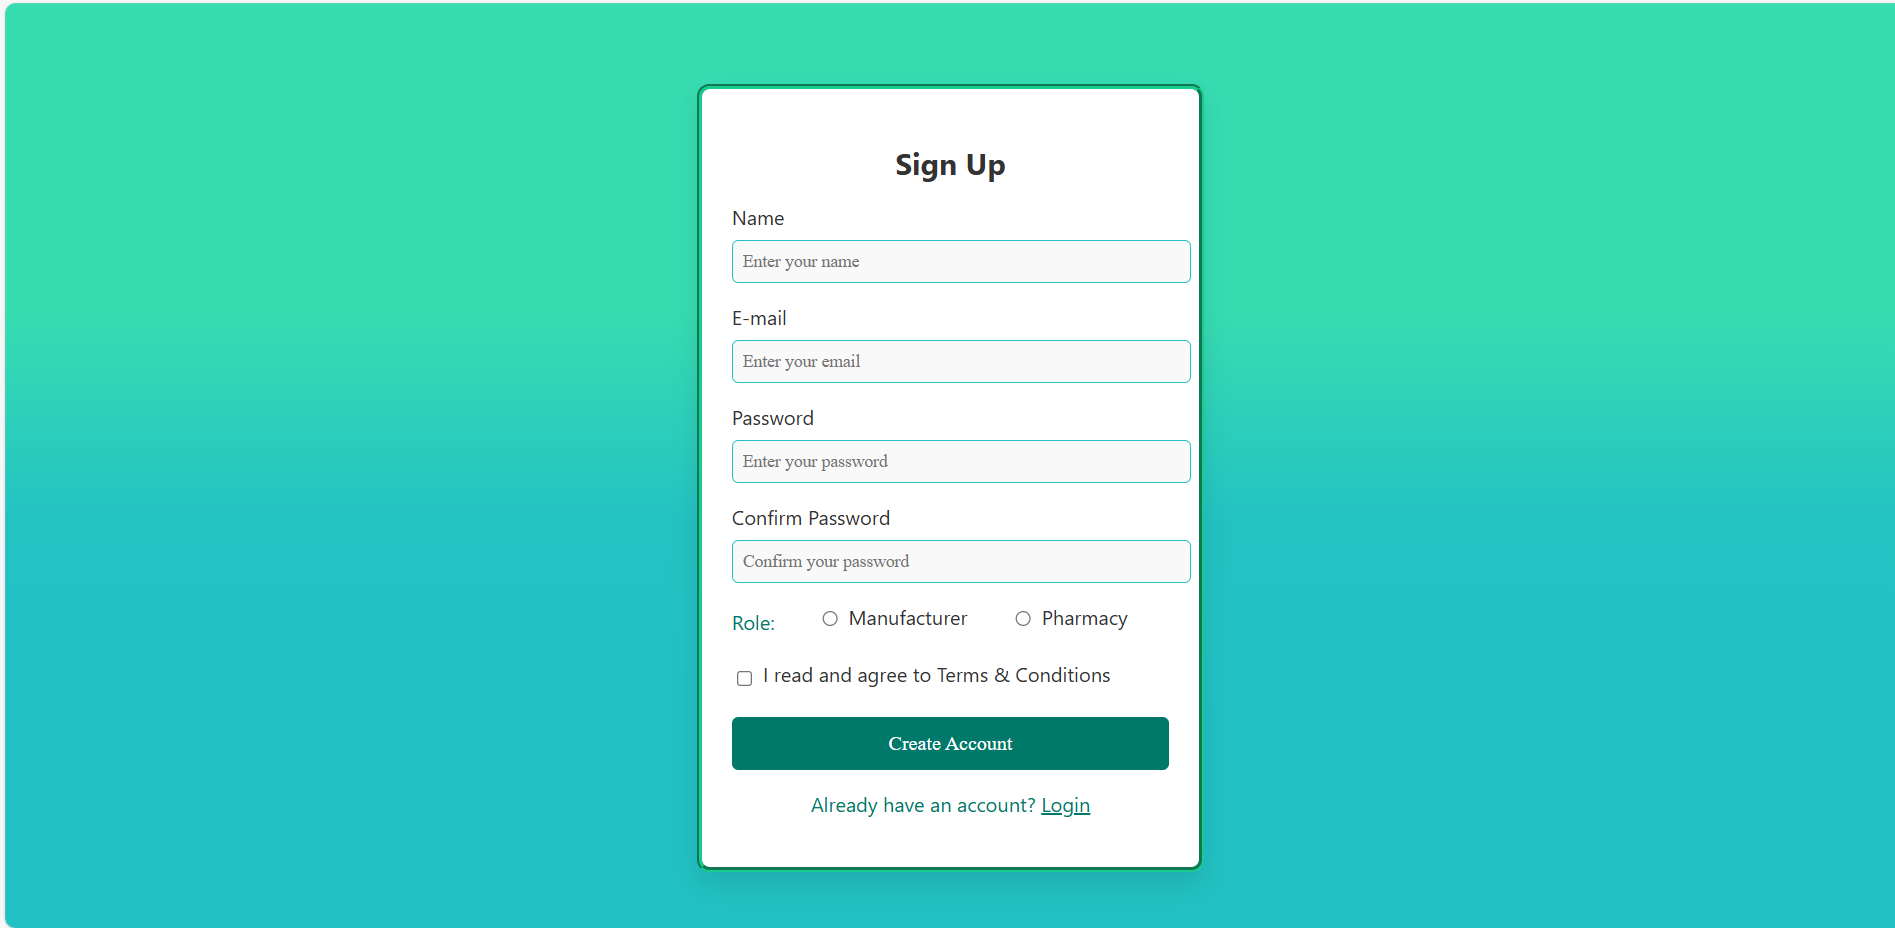 Sign Up
Name
Enter your name
E-mail
Enter your email
Password
Enter your password
Confirm Password
Confirm your password
Role: Manufacturer Pharmacy
I read and agree to Terms & Conditions
Create Account
Already have an account? Login